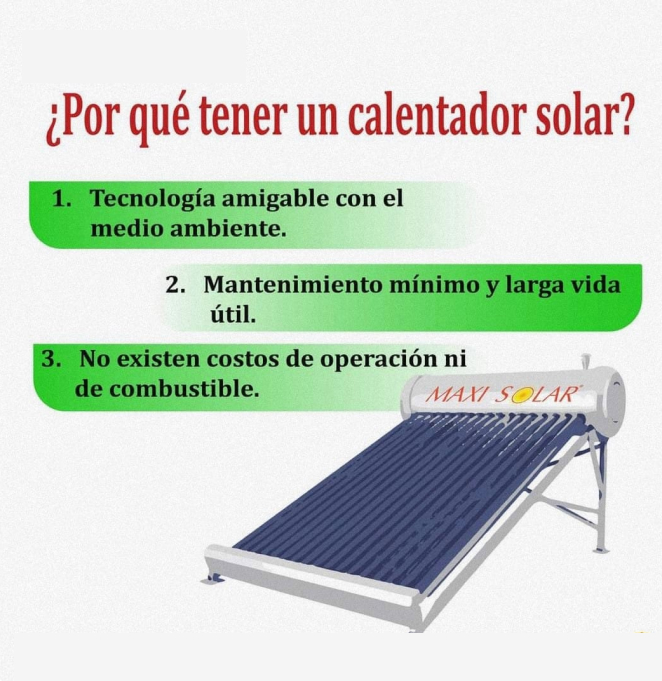 ¿Por qué tener un calentador solar?
1. Tecnología amigable con el
medio ambiente.
2. Mantenimiento mínimo y larga vida
útil.
3. No existen costos de operación ni
de combustible.
MAXI SOLAR